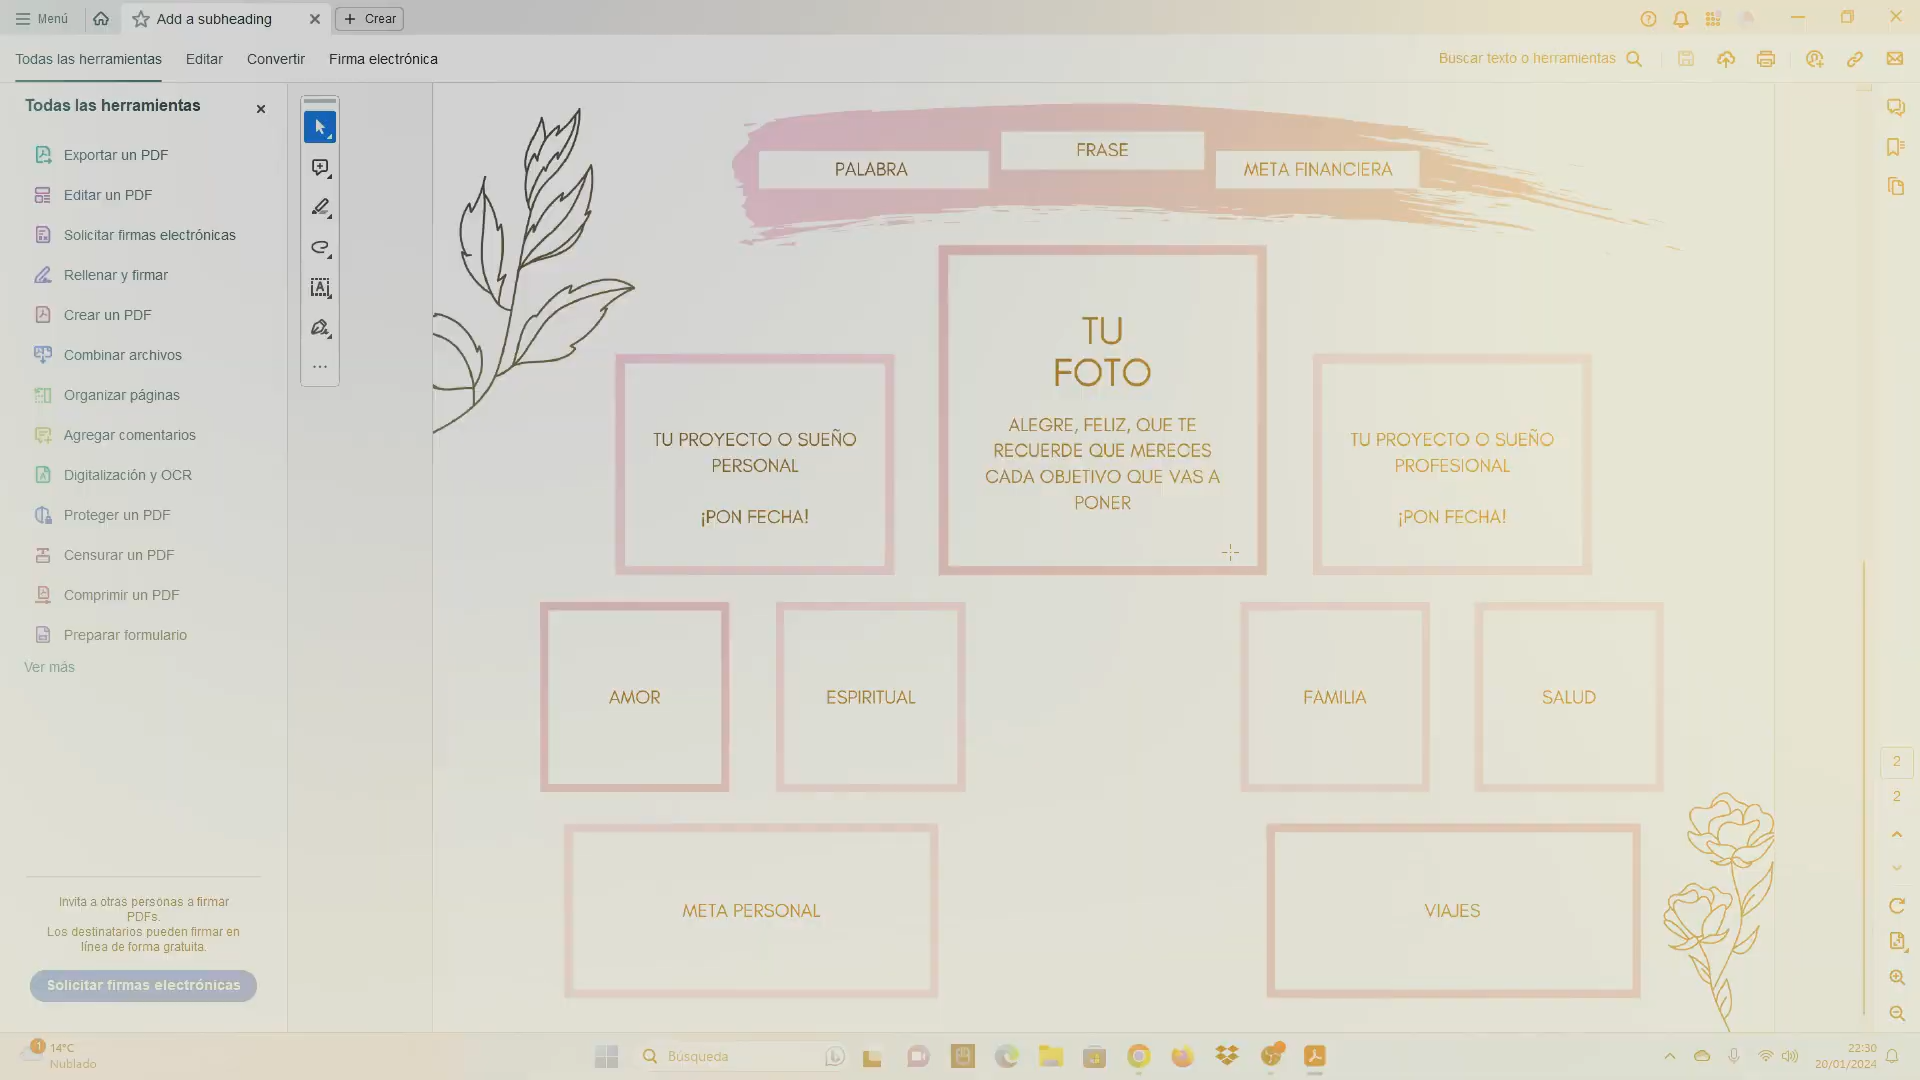 Menú
Add a subheading
Crear
Todas las herramientas
Editar
Convertir
Firma electrónica
Buscar texto o herramientas
Todas las herramientas
Exportar un PDF
Editar un PDF
Solicitar firmas electrónicas
Rellenar y firmar
Crear un PDF
Combinar archivos
Organizar páginas
Agregar comentarios
Digitalización y OCR
Proteger un PDF
Censurar un PDF
Comprimir un PDF
Preparar formulario
Ver más
Invita a otras personas a firmar
PDFs.
Los destinatarios pueden firmar en
línea de forma gratuita.
Solicitar firmas electrónicas
PALABRA
FRASE
META FINANCIERA
TU
FOTO
ALEGRE, FELIZ, QUE TE
RECUERDE QUE MERECES
CADA OBJETIVO QUE VAS A
PONER
TU PROYECTO O SUEÑO
PERSONAL
¡PON FECHA!
TU PROYECTO O SUEÑO
PROFESIONAL
¡PON FECHA!
AMOR
ESPIRITUAL
FAMILIA
SALUD
META PERSONAL
VIAJES
2
2
1
14°C
Nublado
Búsqueda
22:30
20/01/2024